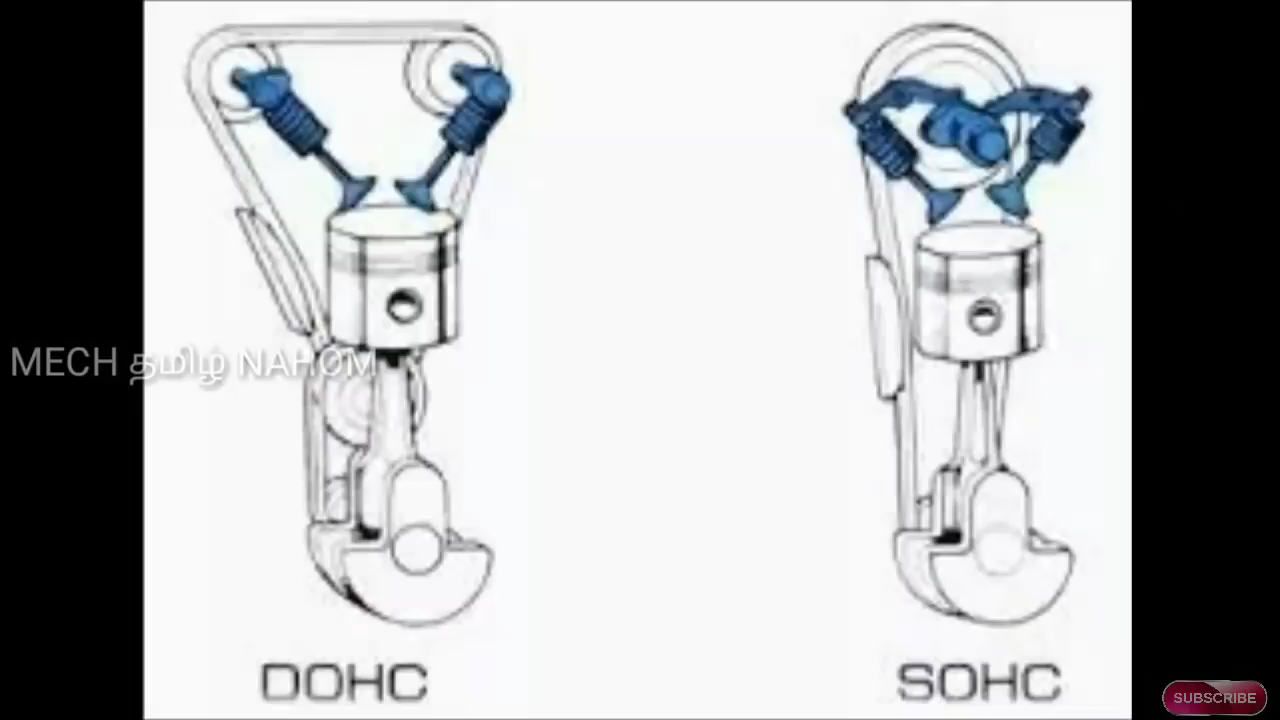 MECH தமிழ் NAHOM
DOHC
SOHC
SUBSCRIBE